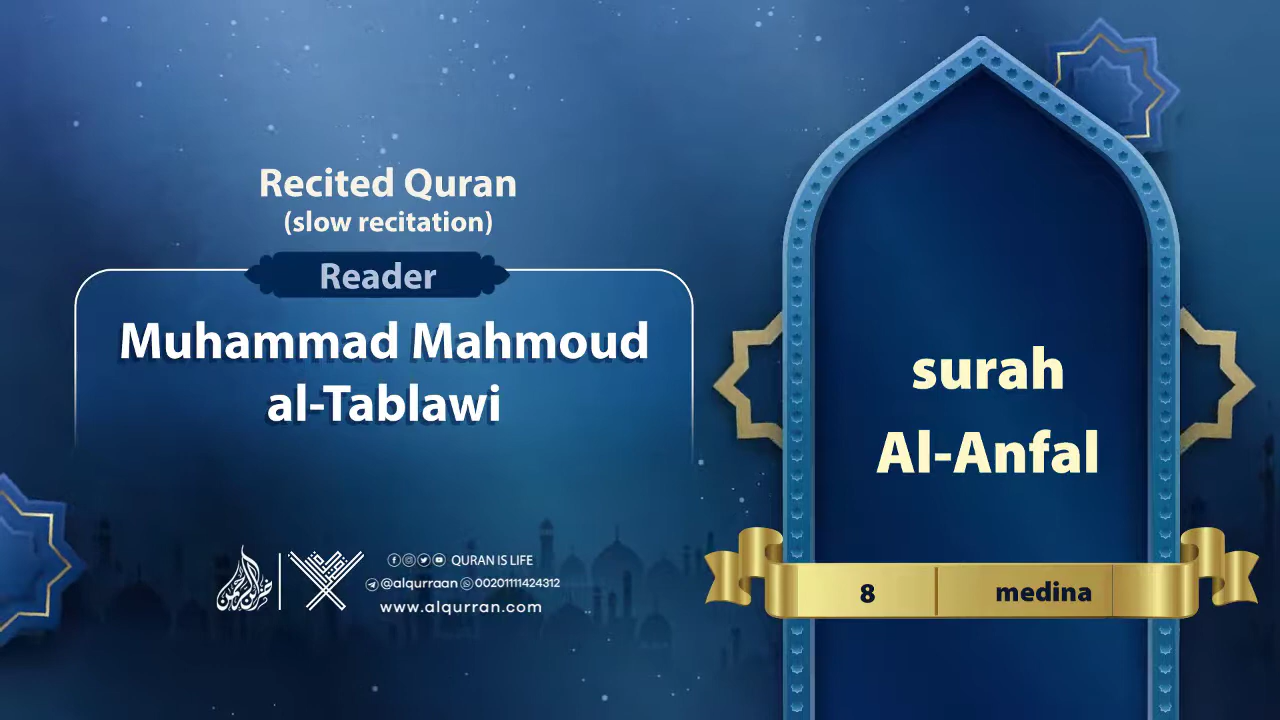 Recited Quran
(slow recitation)
Reader
Muhammad Mahmoud
al-Tablawi
surah
Al-Anfal
8
medina
QURAN IS LIFE
@alqurraan 00201111424312
www.alqurran.com